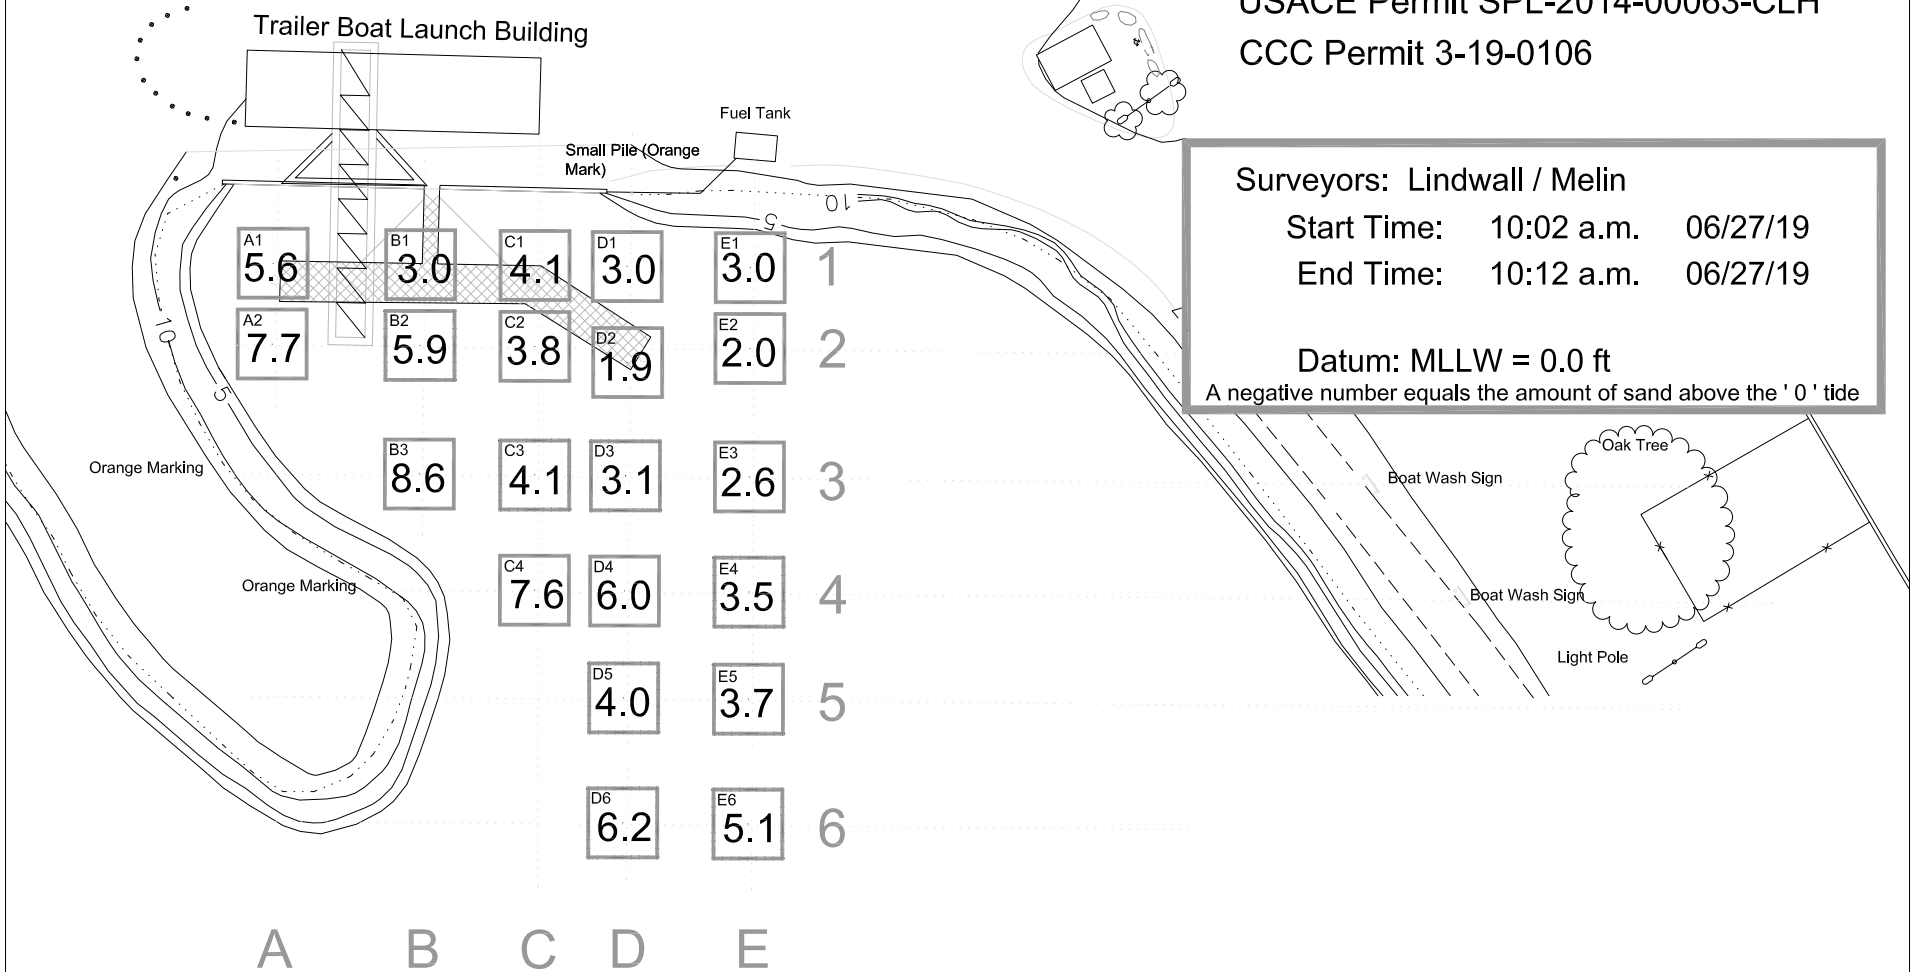 USACE Permit SPL-2014-00063-CLH
CCC Permit 3-19-0106
Trailer Boat Launch Building
Fuel Tank
Small Pile (Orange
Mark)
Surveyors: Lindwall / Melin
Start Time: 10:02 a.m. 06/27/19
End Time: 10:12 a.m. 06/27/19
Datum: MLLW = 0.0 ft
A negative number equals the amount of sand above the ' 0 ' tide
10
5
A1 B1 C1 D1 E1
5.6 3.0 4.1 3.0 3.0 1
A2 B2 C2 D2 E2
7.7 5.9 3.8 1.9 2.0 2
10
5
B3 C3 D3 E3
8.6 4.1 3.1 2.6 3
Orange Marking
Oak Tree
Boat Wash Sign
C4 D4 E4
7.6 6.0 3.5 4
Orange Marking
Boat Wash Sign
Light Pole
D5 E5
4.0 3.7 5
D6 E6
6.2 5.1 6
A B C D E